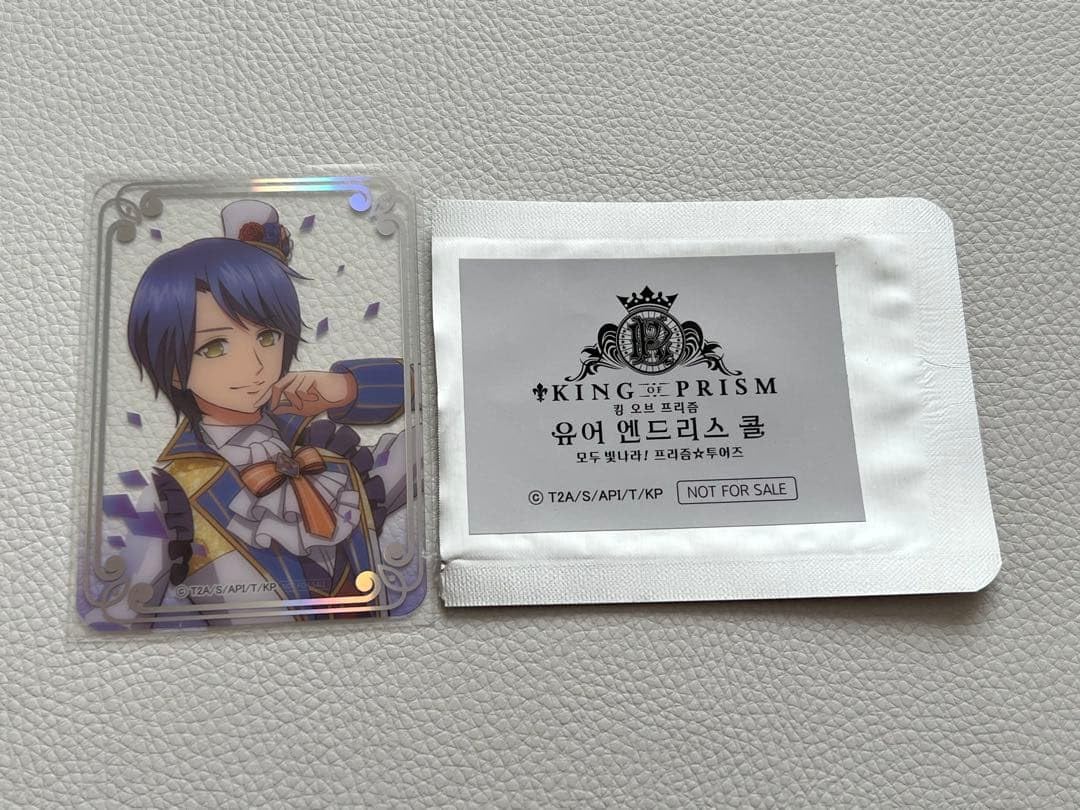 © T2A/S/API/T/KP
KING OF PRISM
킹 오브 프리즘
유어 엔드리스 콜
모두 빛나라! 프리즘☆투어즈
© T2A/S/API/T/KP NOT FOR SALE